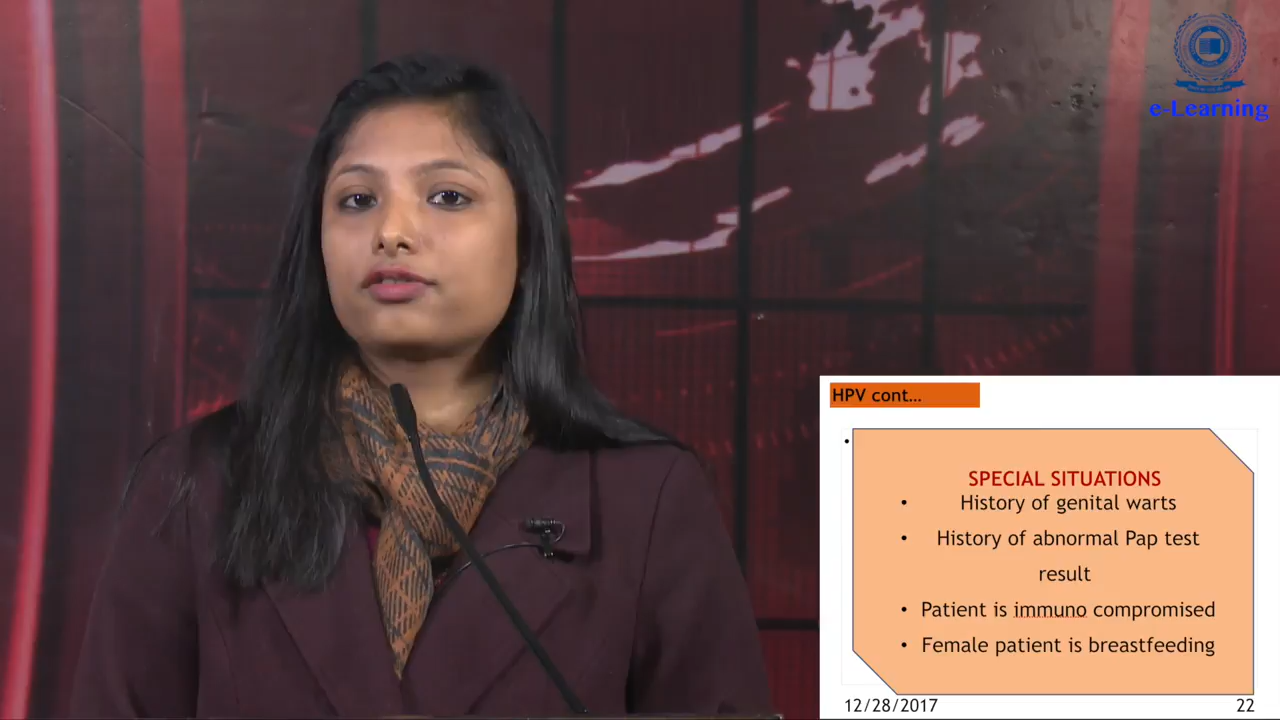 e-Learning
HPV cont…
•
SPECIAL SITUATIONS
• History of genital warts
• History of abnormal Pap test
result
• Patient is immuno compromised
• Female patient is breastfeeding
12/28/2017 22